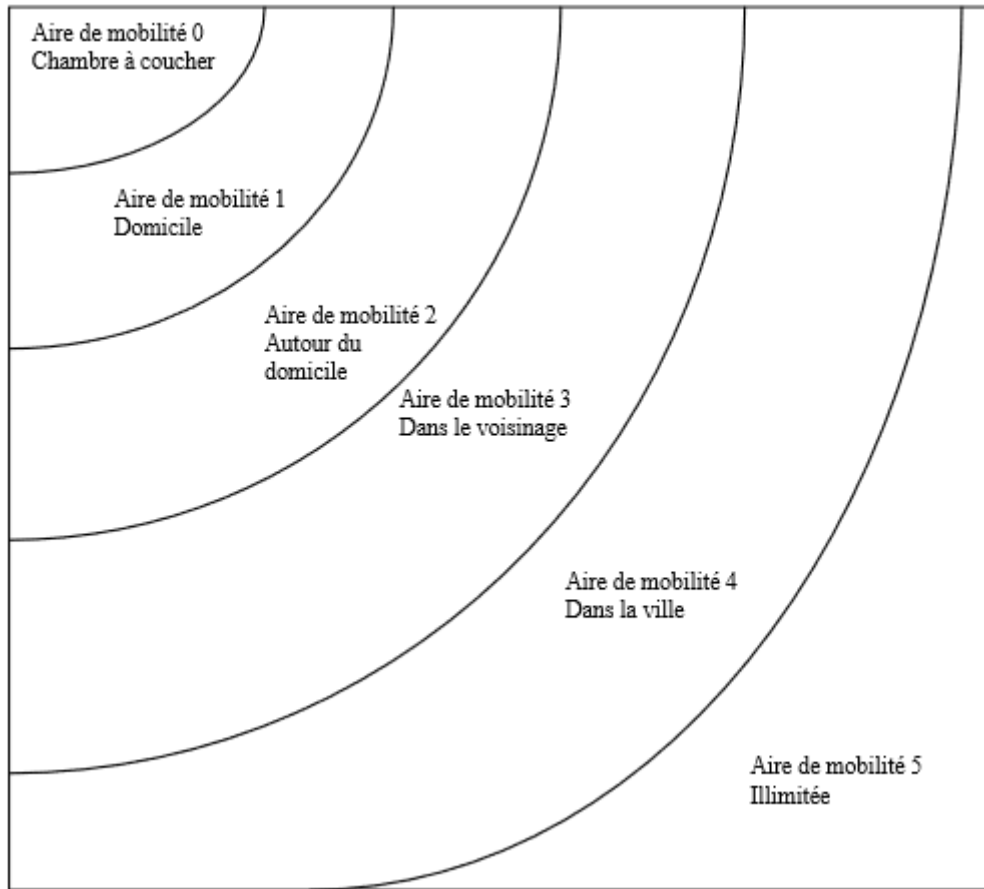 Aire de mobilité 0
Chambre à coucher
Aire de mobilité 1
Domicile
Aire de mobilité 2
Autour du
domicile
Aire de mobilité 3
Dans le voisinage
Aire de mobilité 4
Dans la ville
Aire de mobilité 5
Illimitée